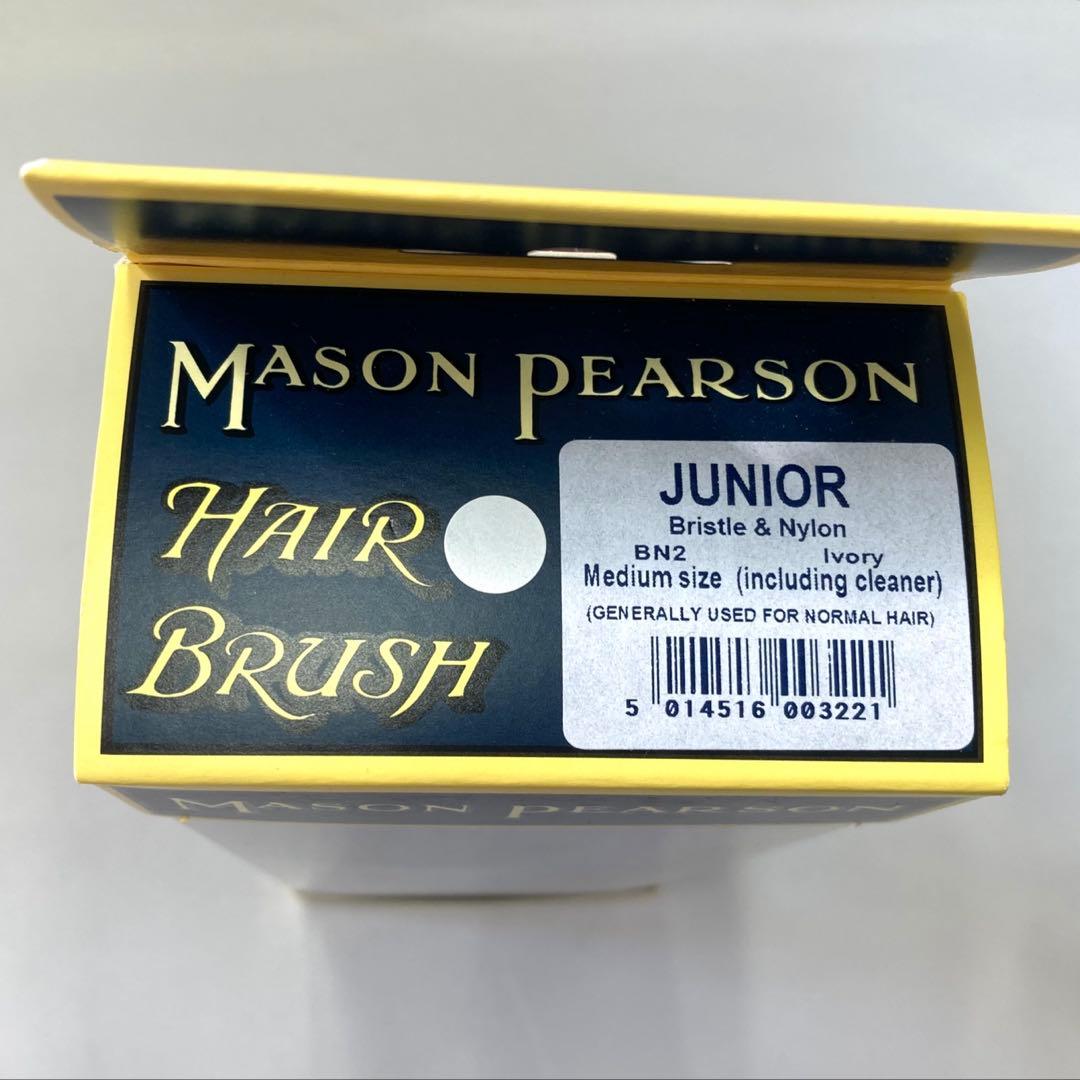 MASON PEARSON
HAIR
BRUSH
JUNIOR
Bristle & Nylon
BN2 Ivory
Medium size (including cleaner)
(GENERALLY USED FOR NORMAL HAIR)
5 014516 003221
MASON PEARSON